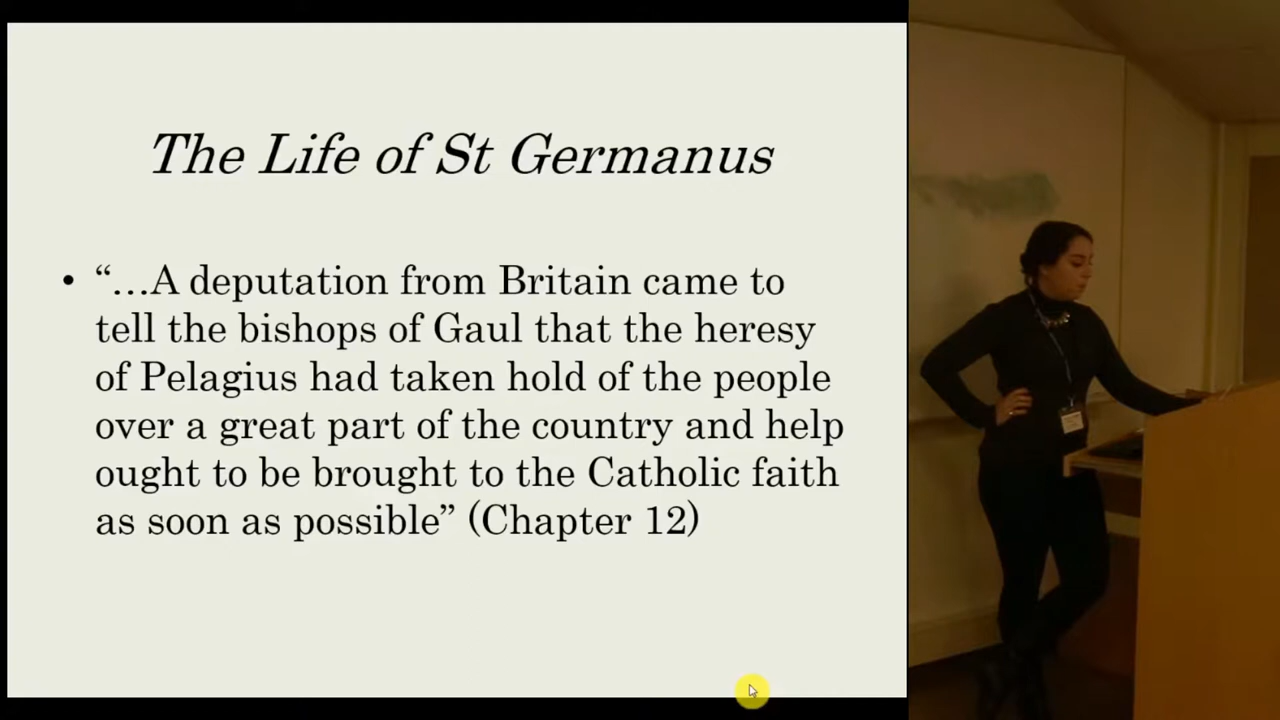 The Life of St Germanus
• “…A deputation from Britain came to
tell the bishops of Gaul that the heresy
of Pelagius had taken hold of the people
over a great part of the country and help
ought to be brought to the Catholic faith
as soon as possible” (Chapter 12)